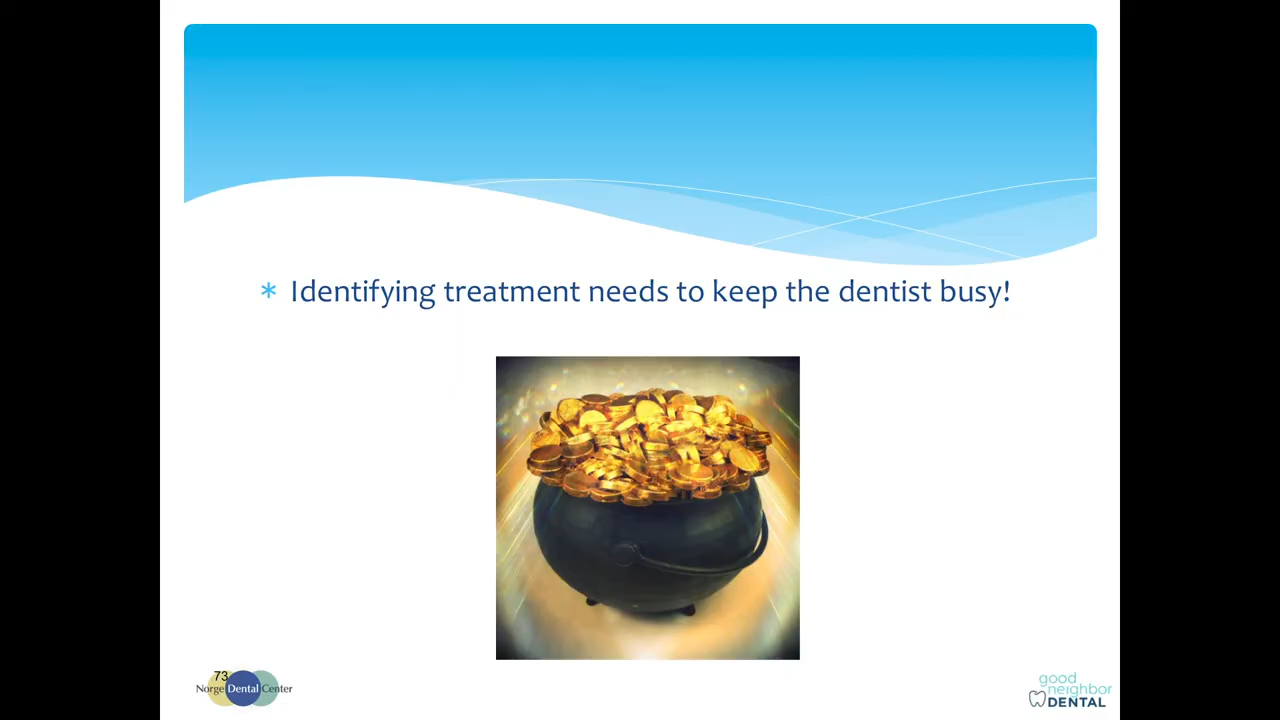 * Identifying treatment needs to keep the dentist busy!
73
Norge Dental Center
good
neighbor
DENTAL